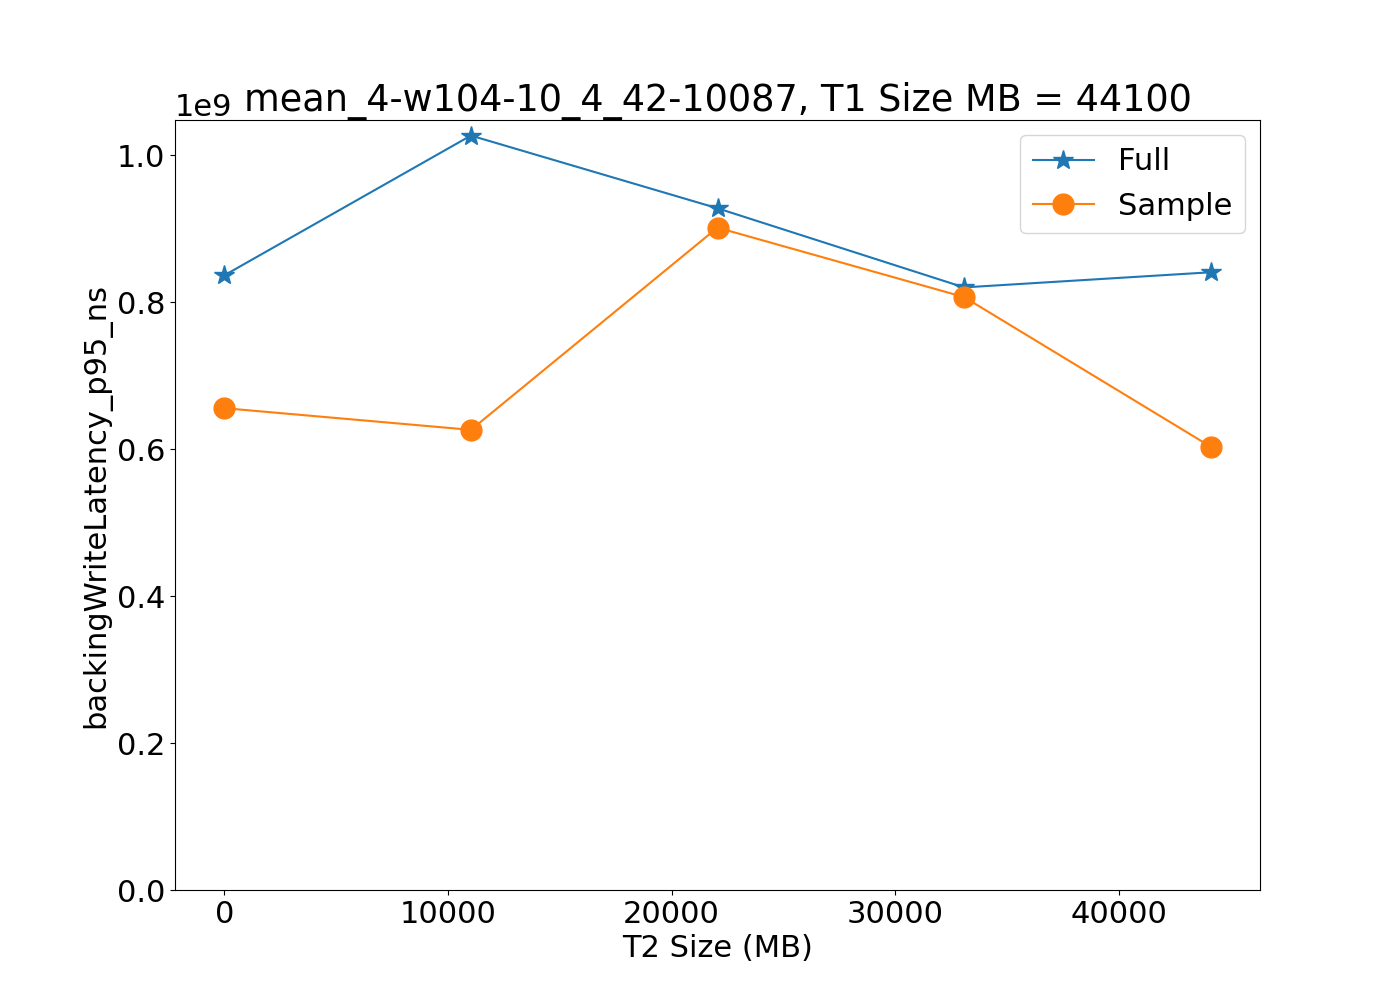 1e9 mean_4-w104-10_4_42-10087, T1 Size MB = 44100
Full
Sample
backingWriteLatency_p95_ns
1.0
0.8
0.6
0.4
0.2
0.0
0 10000 20000 30000 40000
T2 Size (MB)